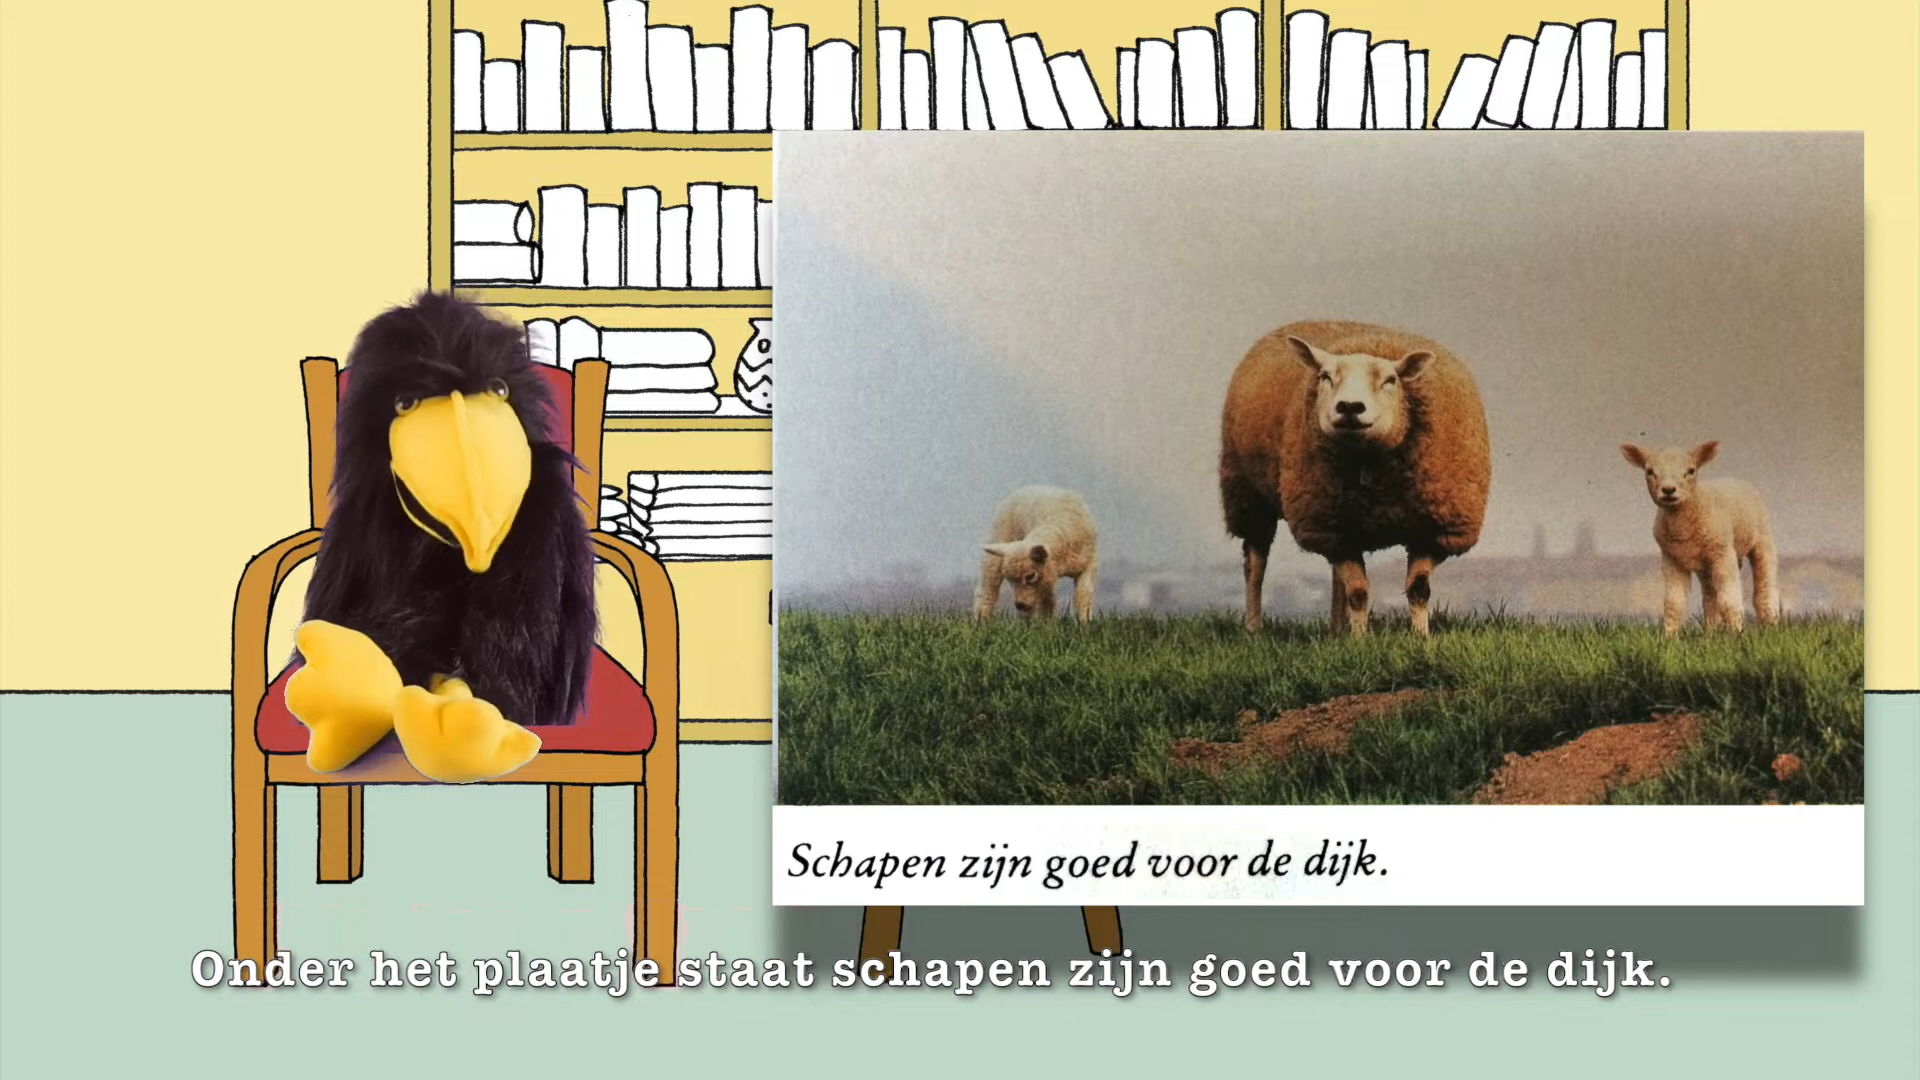 Schapen zijn goed voor de dijk.
Onder het plaatje staat schapen zijn goed voor de dijk.